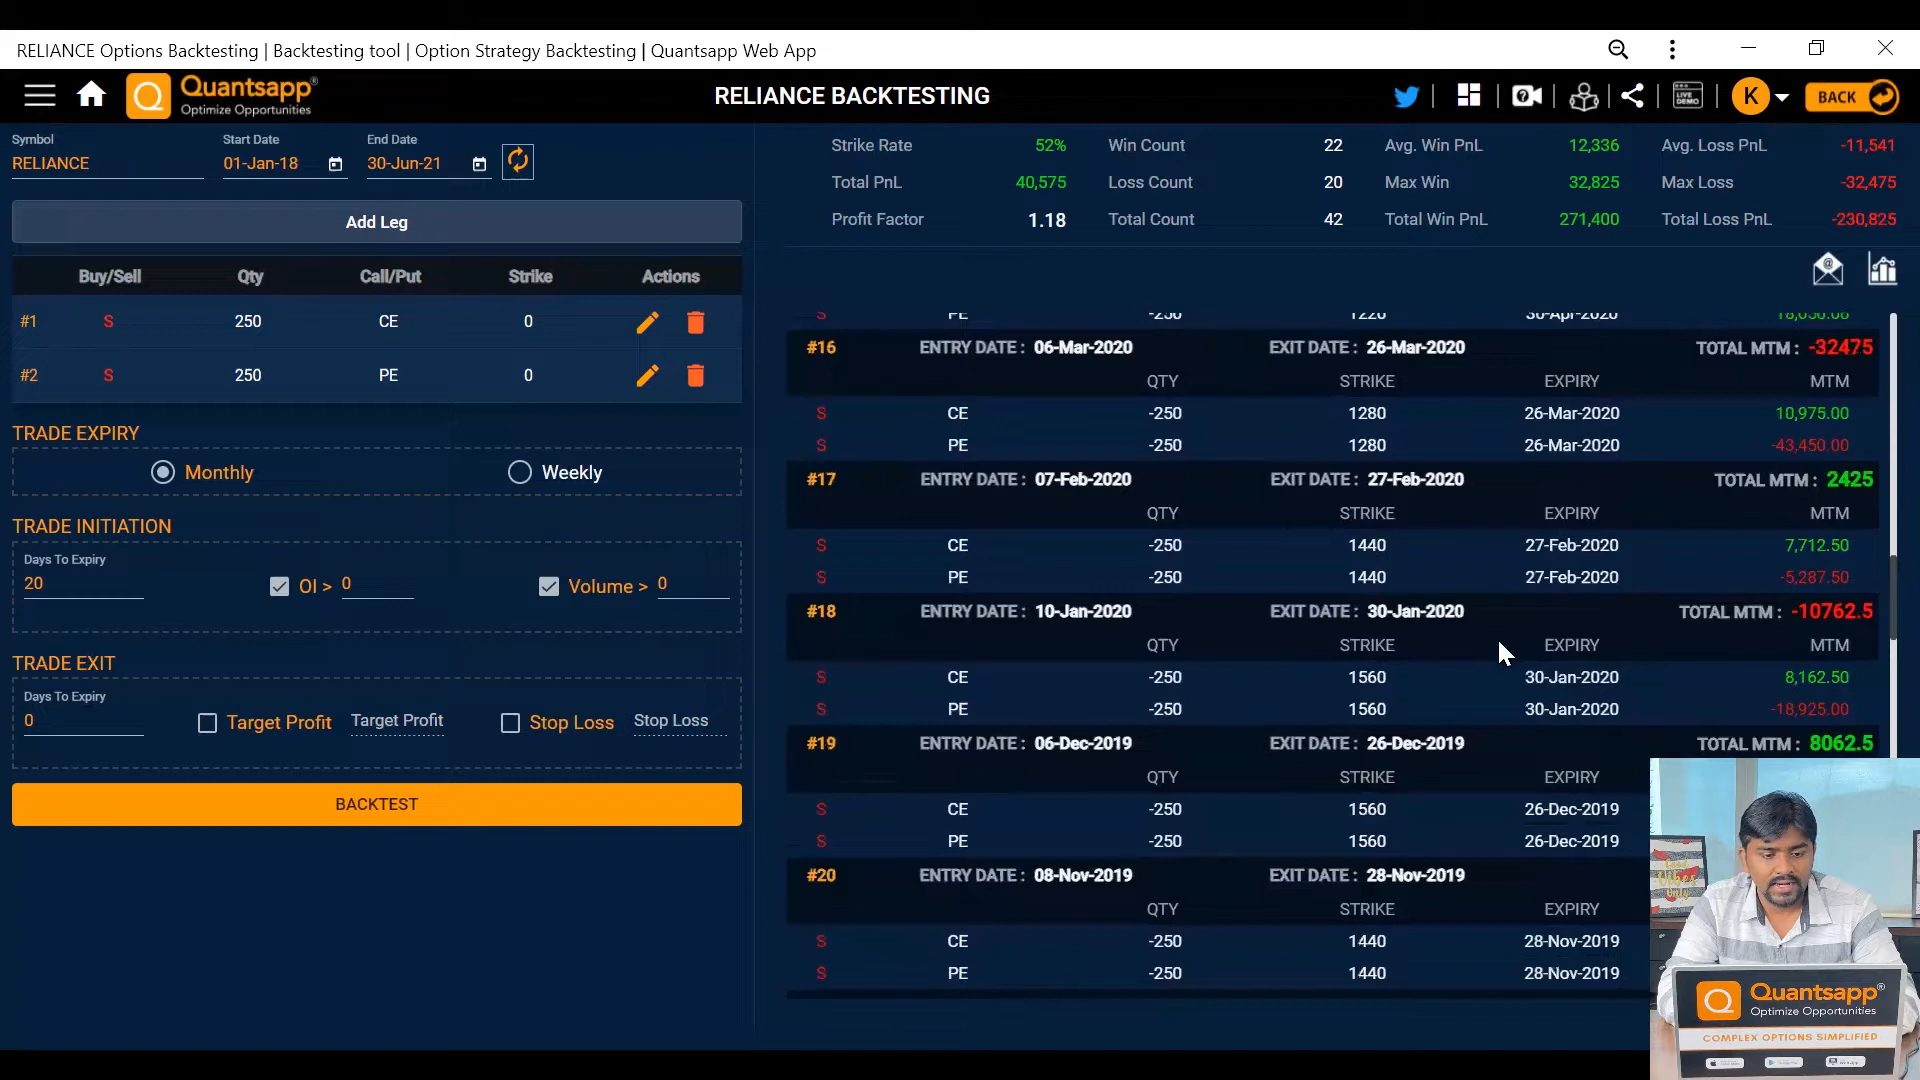 RELIANCE Options Backtesting | Backtesting tool | Option Strategy Backtesting | Quantsapp Web App
Quantsapp®
Optimize Opportunities
RELIANCE BACKTESTING
LIVE DEMO
K
BACK
Symbol Start Date End Date
RELIANCE 01-Jan-18 30-Jun-21
Add Leg
Buy/Sell Qty Call/Put Strike Actions
#1 S 250 CE 0
#2 S 250 PE 0
TRADE EXPIRY
Monthly Weekly
TRADE INITIATION
Days To Expiry
20 OI > 0 Volume > 0
TRADE EXIT
Days To Expiry
0 Target Profit Target Profit Stop Loss Stop Loss
BACKTEST
Strike Rate 52% Win Count 22 Avg. Win PnL 12,336 Avg. Loss PnL -11,541
Total PnL 40,575 Loss Count 20 Max Win 32,825 Max Loss -32,475
Profit Factor 1.18 Total Count 42 Total Win PnL 271,400 Total Loss PnL -230,825
S PE -250 1220 30-Apr-2020
#16 ENTRY DATE : 06-Mar-2020 EXIT DATE : 26-Mar-2020 TOTAL MTM : -32475
QTY STRIKE EXPIRY MTM
S CE -250 1280 26-Mar-2020 10,975.00
S PE -250 1280 26-Mar-2020 -43,450.00
#17 ENTRY DATE : 07-Feb-2020 EXIT DATE : 27-Feb-2020 TOTAL MTM : 2425
QTY STRIKE EXPIRY MTM
S CE -250 1440 27-Feb-2020 7,712.50
S PE -250 1440 27-Feb-2020 -5,287.50
#18 ENTRY DATE : 10-Jan-2020 EXIT DATE : 30-Jan-2020 TOTAL MTM : -10762.5
QTY STRIKE EXPIRY MTM
S CE -250 1560 30-Jan-2020 8,162.50
S PE -250 1560 30-Jan-2020 -18,925.00
#19 ENTRY DATE : 06-Dec-2019 EXIT DATE : 26-Dec-2019 TOTAL MTM : 8062.5
QTY STRIKE EXPIRY
S CE -250 1560 26-Dec-2019
S PE -250 1560 26-Dec-2019
#20 ENTRY DATE : 08-Nov-2019 EXIT DATE : 28-Nov-2019
QTY STRIKE EXPIRY
S CE -250 1440 28-Nov-2019
S PE -250 1440 28-Nov-2019
Quantsapp®
Optimize Opportunities
COMPLEX OPTIONS SIMPLIFIED